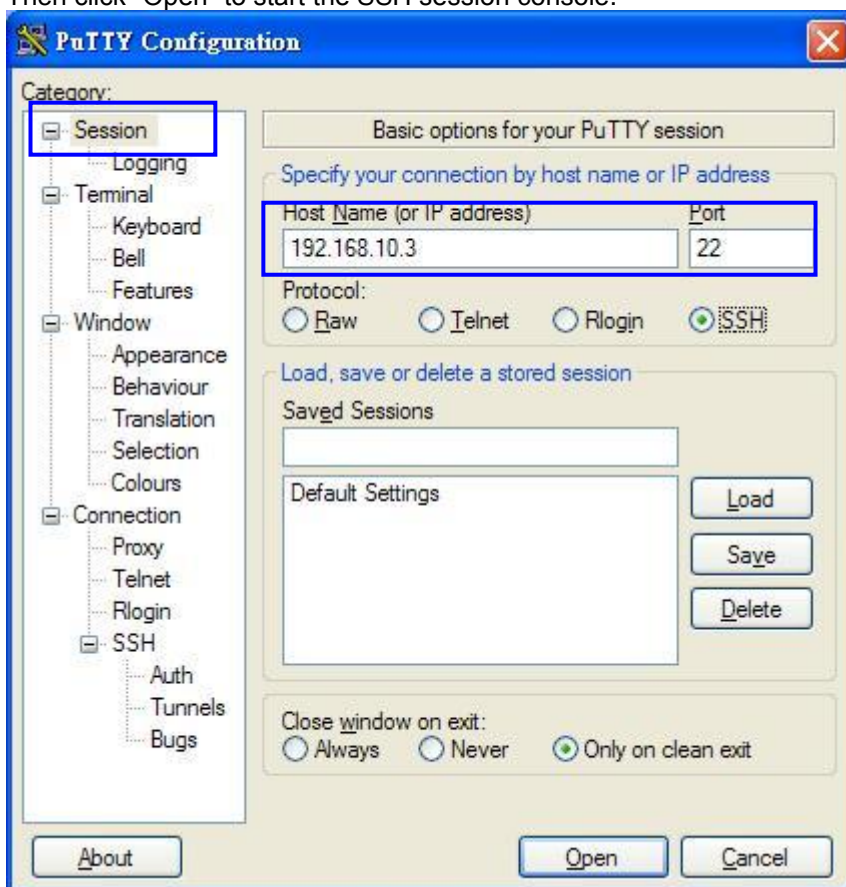 Then click "Open" to start the SSH session console.
PuTTY Configuration
Category:
Session
Logging
Terminal
Keyboard
Bell
Features
Window
Appearance
Behaviour
Translation
Selection
Colours
Connection
Proxy
Telnet
Rlogin
SSH
Auth
Tunnels
Bugs
Basic options for your PuTTY session
Specify your connection by host name or IP address
Host Name (or IP address) Port
192.168.10.3 22
Protocol:
Raw Telnet Rlogin SSH
Load, save or delete a stored session
Saved Sessions
Default Settings
Load
Save
Delete
Close window on exit:
Always Never Only on clean exit
About Open Cancel